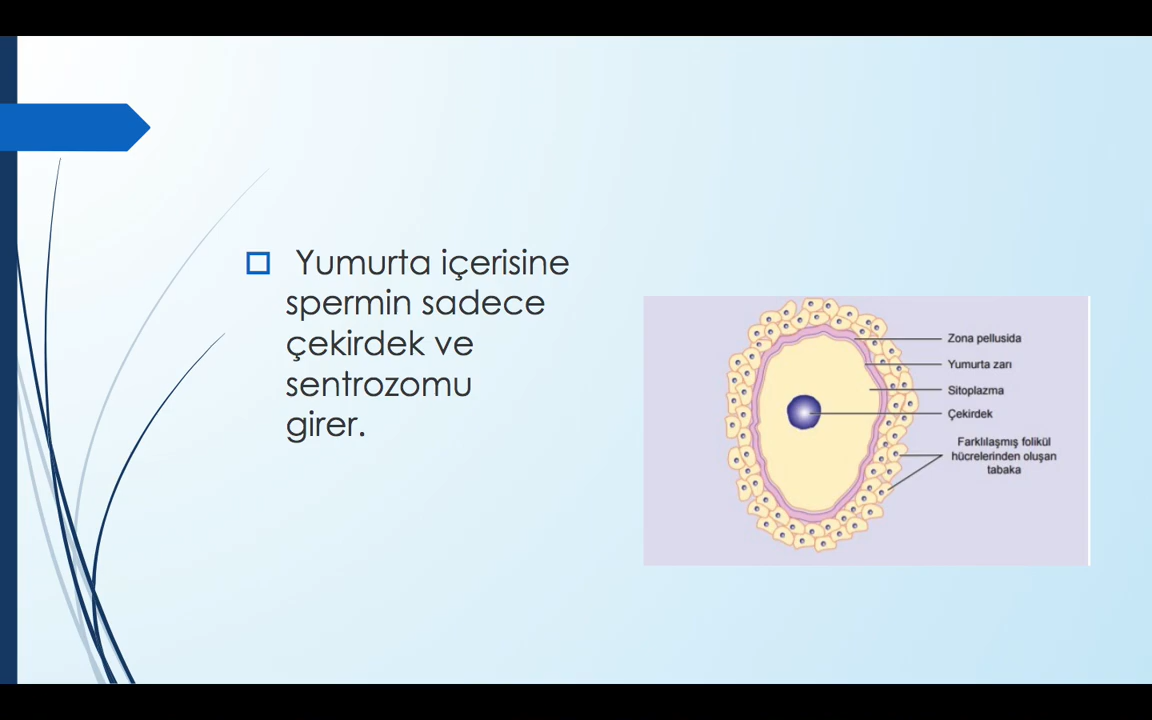 Yumurta içerisine
spermin sadece
çekirdek ve
sentrozomu
girer.
Zona pellusida
Yumurta zarı
Sitoplazma
Çekirdek
Farklılaşmış folikül
hücrelerinden oluşan
tabaka